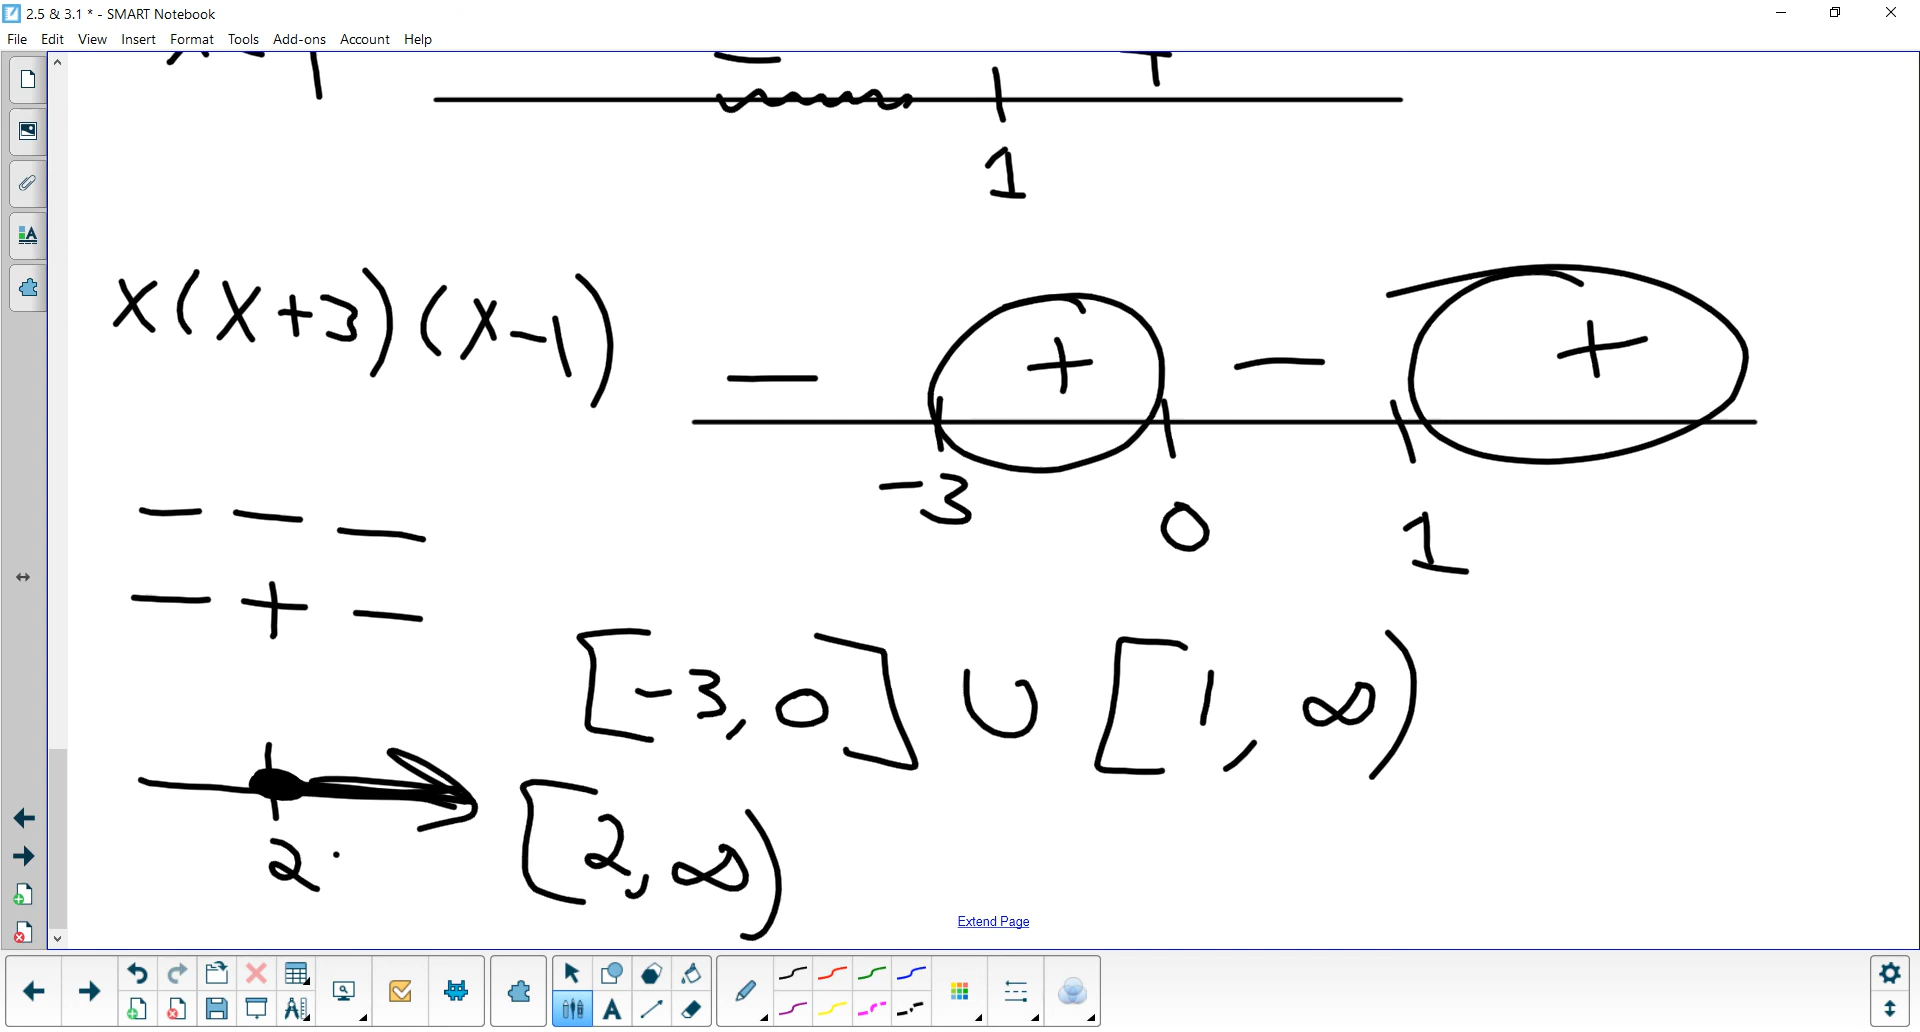 2.5 & 3.1 * - SMART Notebook
File Edit View Insert Format Tools Add-ons Account Help
1
x(x+3)(x-1)
− + − +
-3 0 1
− − −
− + −
[-3, 0] ∪ [1, ∞)
2
[2, ∞)
Extend Page